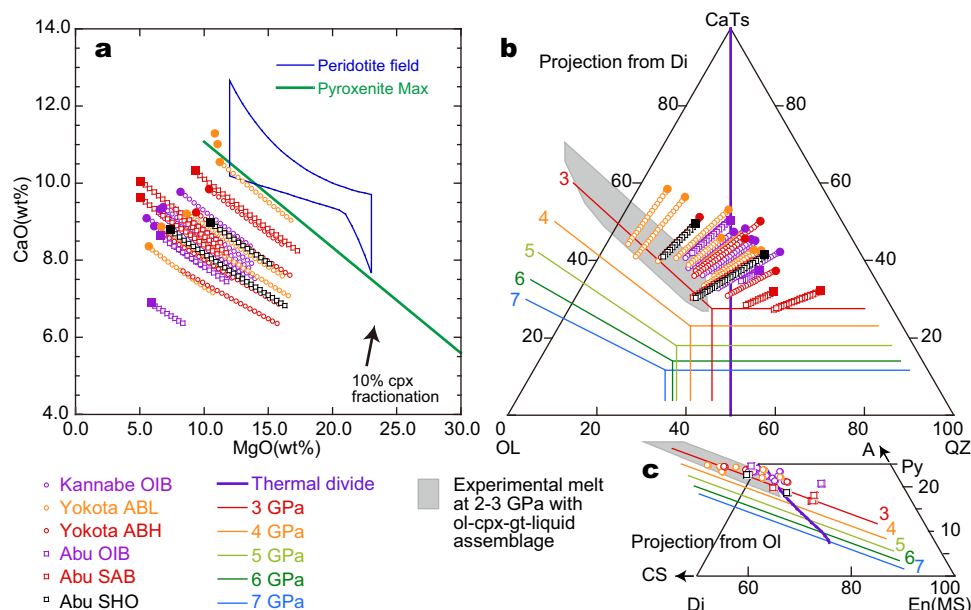 a
14.0
12.0
10.0
8.0
6.0
4.0
CaO(wt%)
Peridotite field
Pyroxenite Max
10% cpx
fractionation
0.0
5.0
10.0
15.0
20.0
25.0
30.0
MgO(wt%)
b
CaTs
Projection from Di
80
80
60
60
40
40
20
20
3
4
5
6
7
0
20
40
60
80
100
OL
QZ
c
A
Py
20
10
0
3
4
5
6
7
Projection from Ol
CS
Di
60
80
100
En(MS)
Kannabe OIB
Yokota ABL
Yokota ABH
Abu OIB
Abu SAB
Abu SHO
Thermal divide
3 GPa
4 GPa
5 GPa
6 GPa
7 GPa
Experimental melt
at 2-3 GPa with
ol-cpx-gt-liquid
assemblage